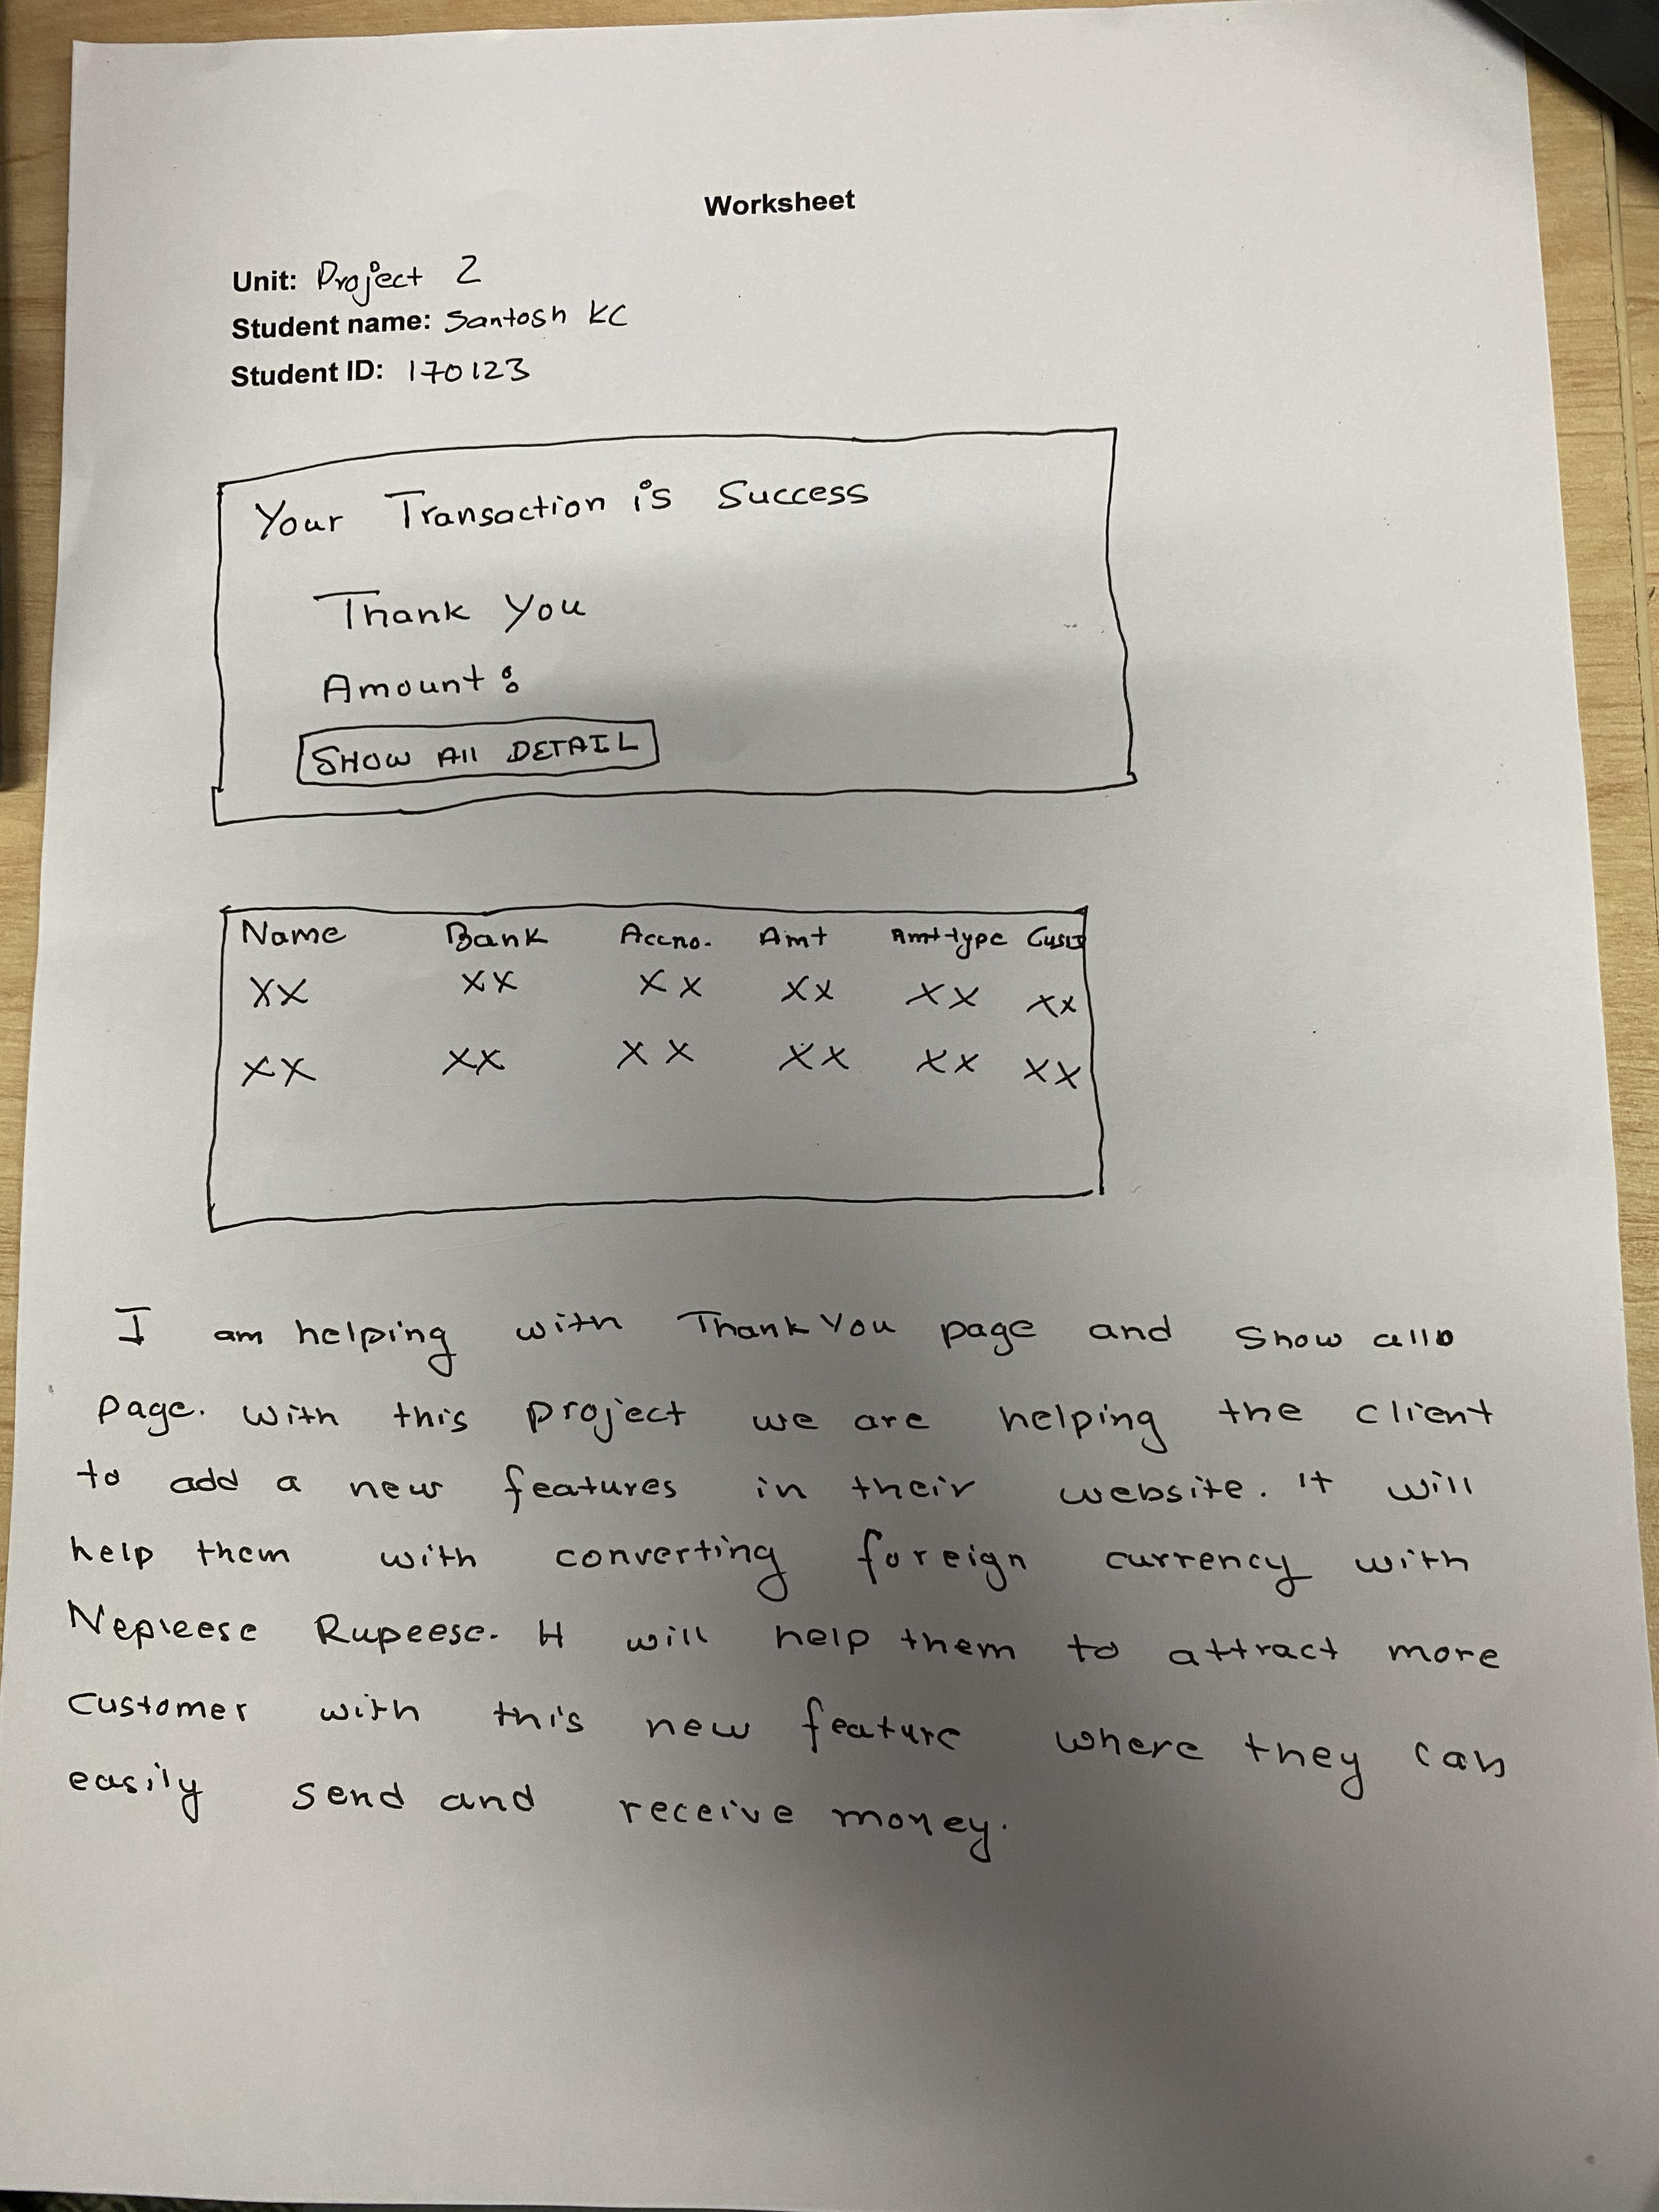 Worksheet
Unit: Project 2
Student name: Santosh KC
Student ID: 170123
Your Transaction is Success
Thank You
Amount:
SHOW All DETAIL
Name Bank Accno. Amt Amt-type
XX XX XX XX XX XX
XX XX XX XX XX XX
I am helping with Thank You page and Show all
page. With this project we are helping the client
to add a new features in their website. It will
help them with converting foreign currency with
Nepleese Rupeese. It will help them to attract more
customer with this new feature where they can
easily send and receive money.